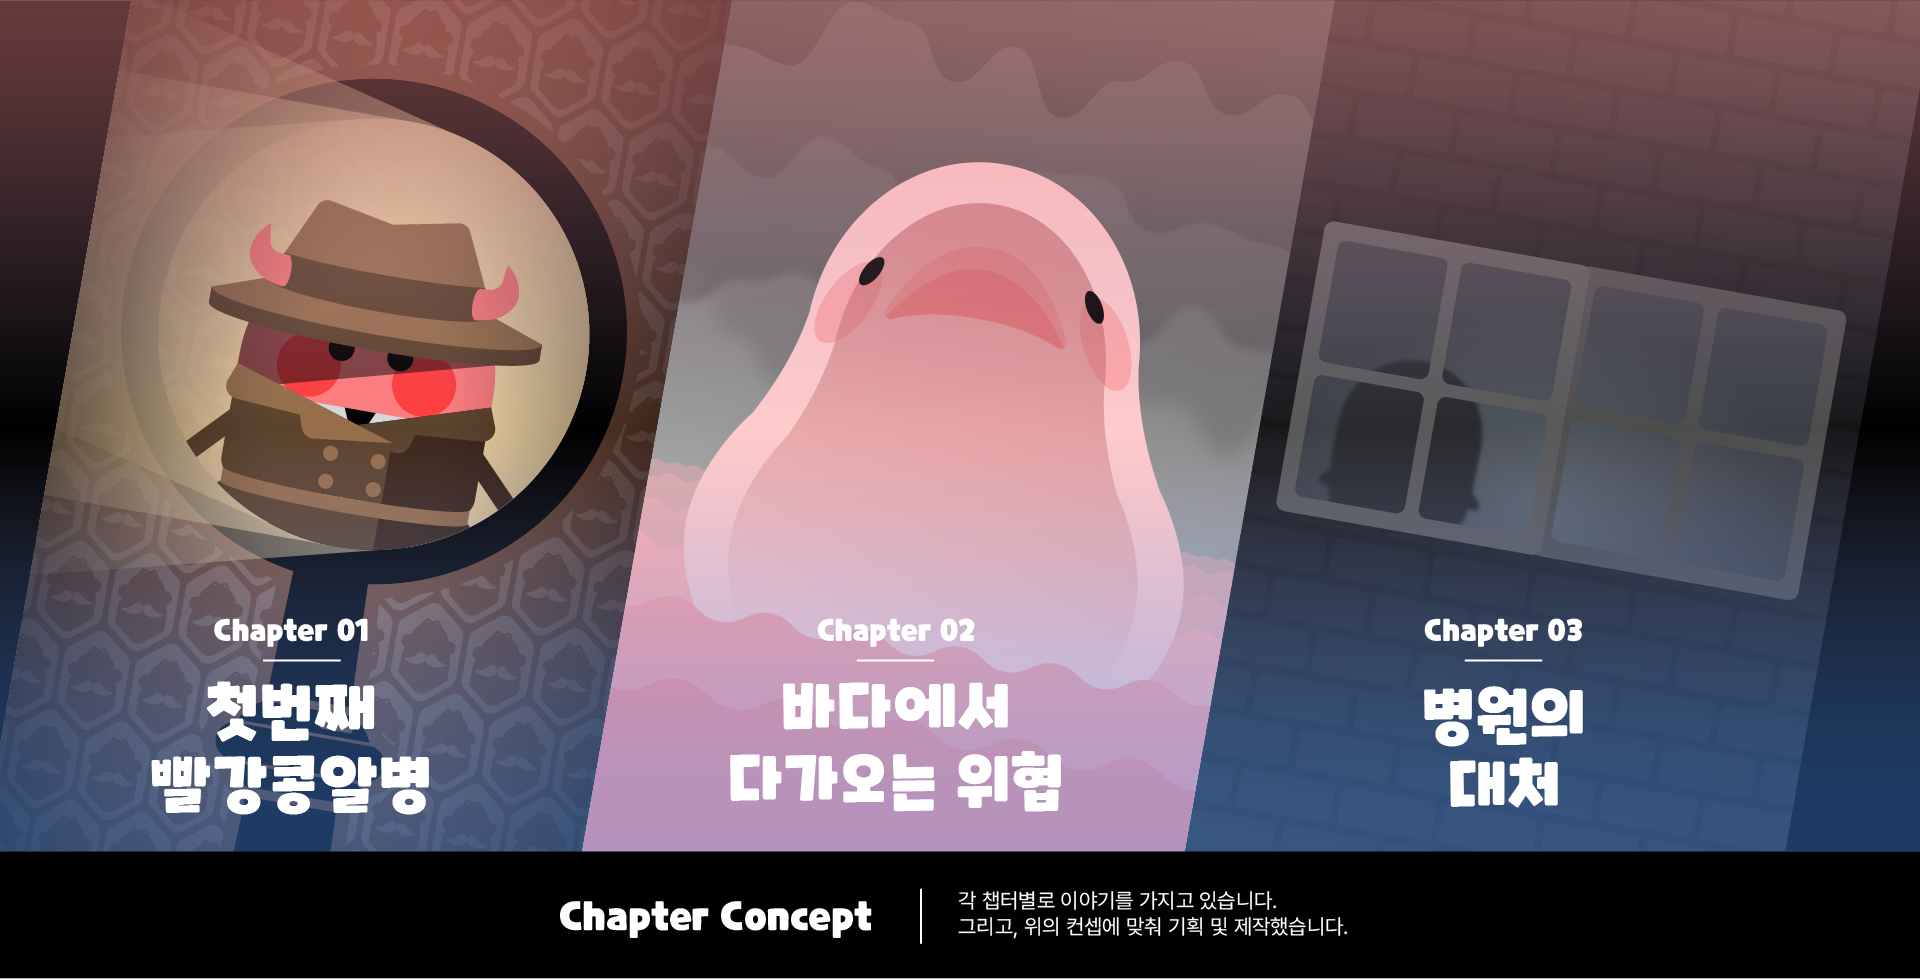 Chapter 01
첫번째
빨강콩알병
Chapter 02
바다에서
다가오는 위협
Chapter 03
병원의
대처
Chapter Concept
각 챕터별로 이야기를 가지고 있습니다.
그리고, 위의 컨셉에 맞춰 기획 및 제작했습니다.